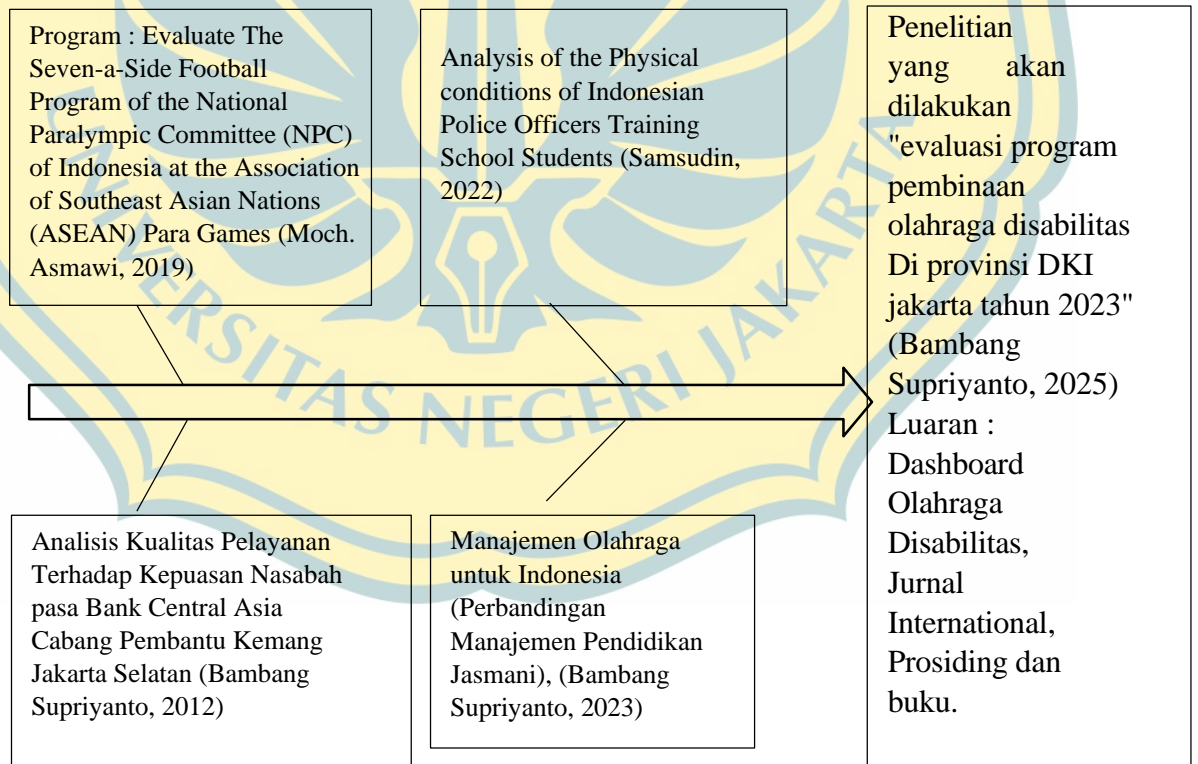 Program : Evaluate The
Seven-a-Side Football
Program of the National
Paralympic Committee (NPC)
of Indonesia at the Association
of Southeast Asian Nations
(ASEAN) Para Games (Moch.
Asmawi, 2019)
Analysis of the Physical
conditions of Indonesian
Police Officers Training
School Students (Samsudin,
2022)
Penelitian
yang akan
dilakukan
"evaluasi program
pembinaan
olahraga disabilitas
Di provinsi DKI
jakarta tahun 2023"
(Bambang
Supriyanto, 2025)
Luaran :
Dashboard
Olahraga
Disabilitas,
Jurnal
International,
Prosiding dan
buku.
Analisis Kualitas Pelayanan
Terhadap Kepuasan Nasabah
pasa Bank Central Asia
Cabang Pembantu Kemang
Jakarta Selatan (Bambang
Supriyanto, 2012)
Manajemen Olahraga
untuk Indonesia
(Perbandingan
Manajemen Pendidikan
Jasmani), (Bambang
Supriyanto, 2023)
UNIVERSITAS NEGERI JAKARTA